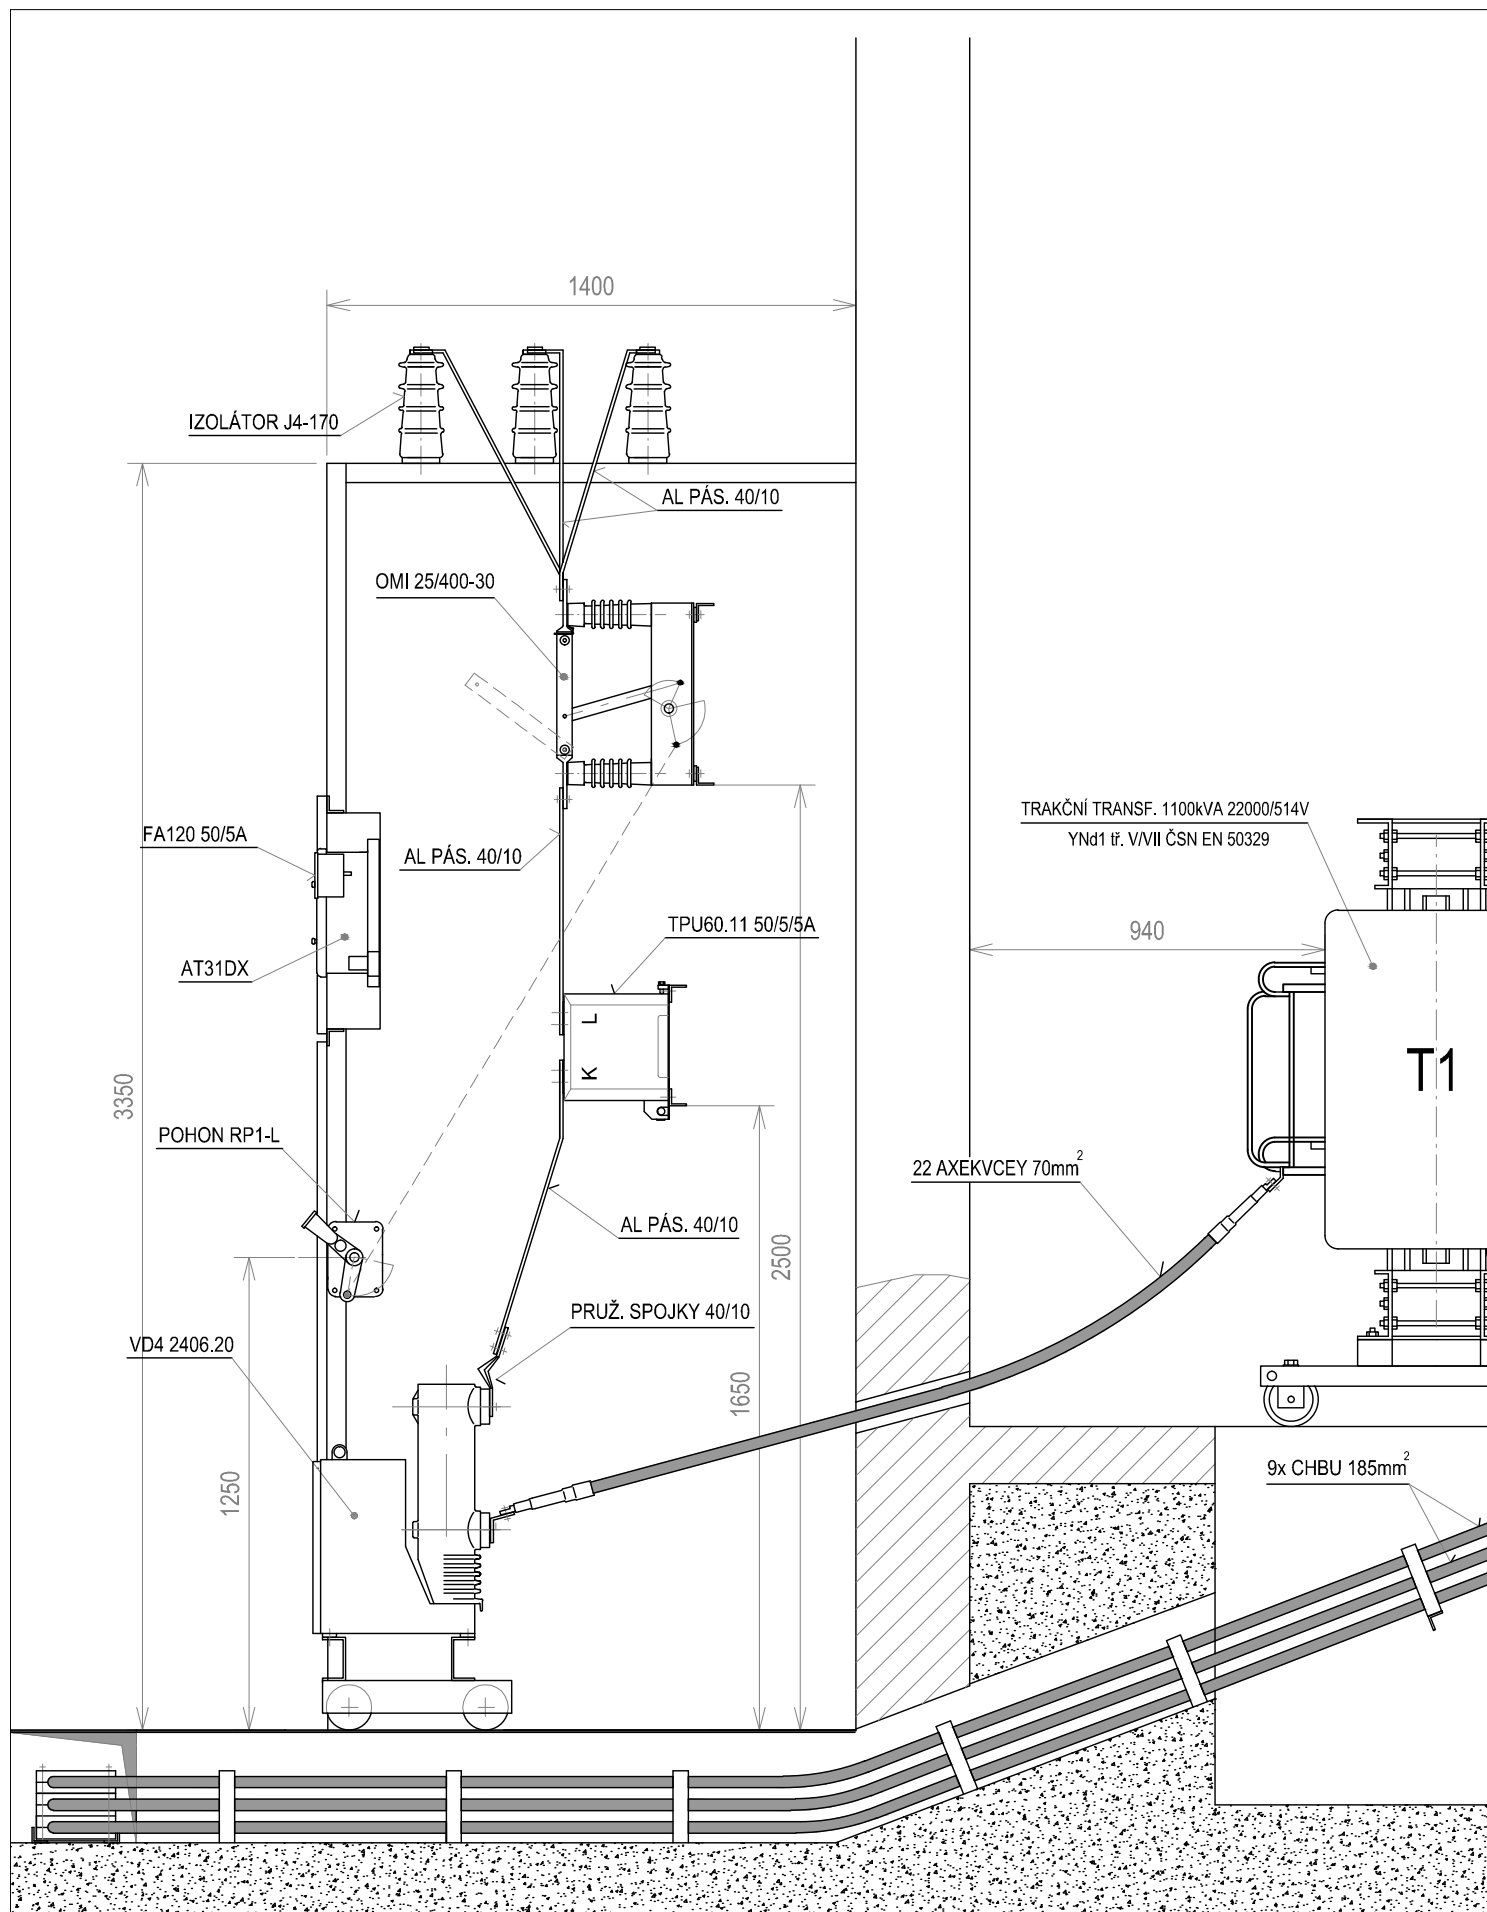 1400
IZOLÁTOR J4-170
AL PÁS. 40/10
OMI 25/400-30
FA120 50/5A
AL PÁS. 40/10
TRAKČNÍ TRANSF. 1100kVA 22000/514V
YNd1 tř. V/VII ČSN EN 50329
TPU60.11 50/5/5A
940
AT31DX
L
K
T1
3350
POHON RP1-L
22 AXEKVCEY 70mm²
AL PÁS. 40/10
2500
PRUŽ. SPOJKY 40/10
VD4 2406.20
1650
1250
9x CHBU 185mm²